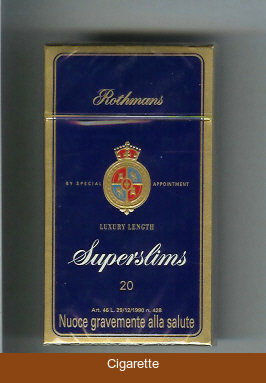 Rothmans
BY SPECIAL APPOINTMENT
LUXURY LENGTH
Superslims
20
Art. 46 L. 29/12/1990 n. 428
Nuoce gravemente alla salute
Cigarette